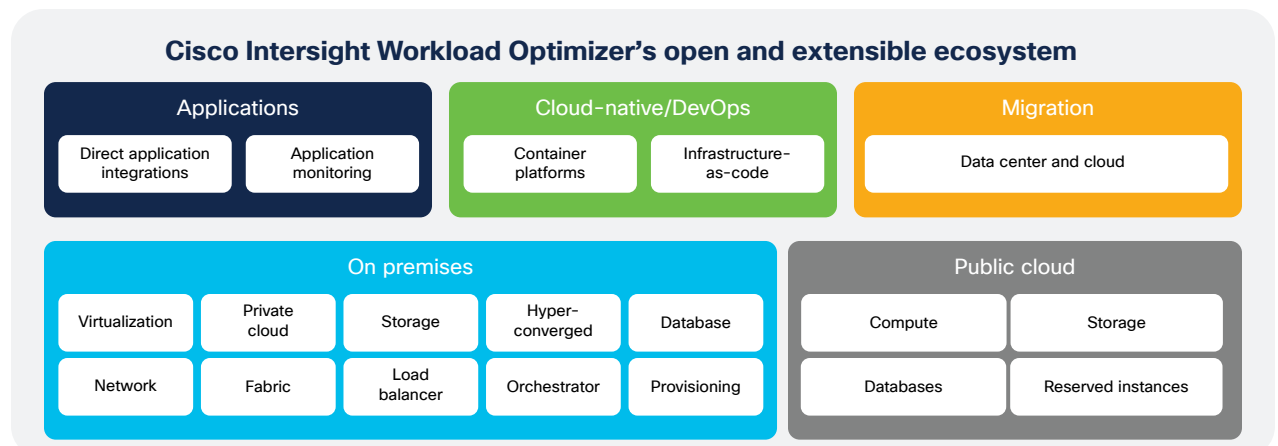 Cisco Intersight Workload Optimizer's open and extensible ecosystem
Applications
Direct application
integrations
Application
monitoring
Cloud-native/DevOps
Container
platforms
Infrastructure-
as-code
Migration
Data center and cloud
On premises
Virtualization
Private
cloud
Storage
Hyper-
converged
Database
Network
Fabric
Load
balancer
Orchestrator
Provisioning
Public cloud
Compute
Storage
Databases
Reserved instances